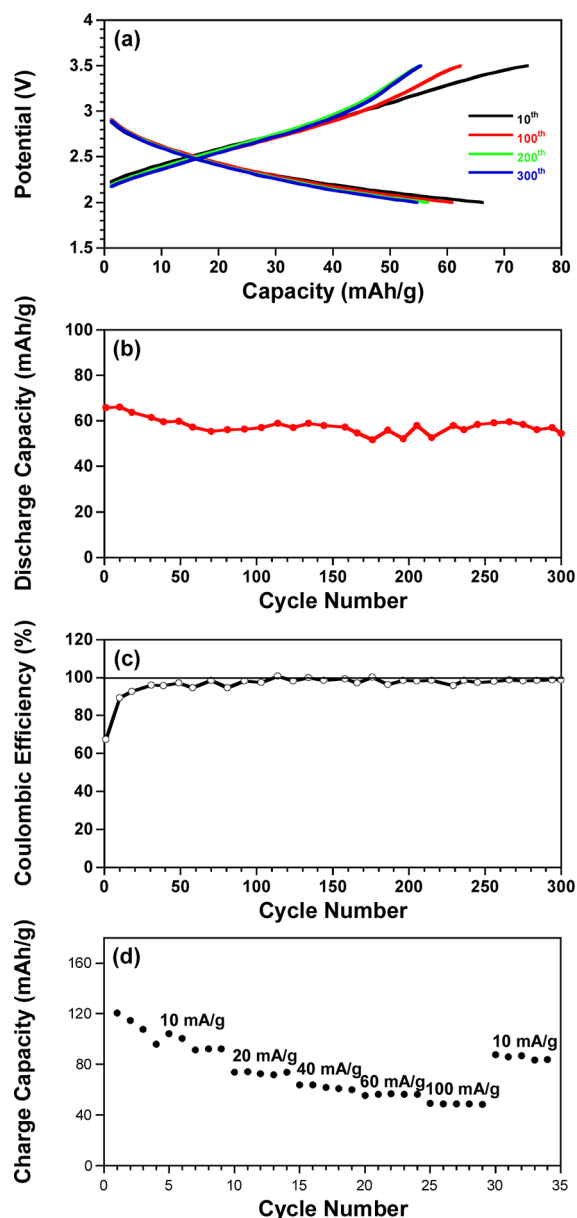 (a)
Potential (V)
3.5
3
2.5
2
1.5
10th
100th
200th
300th
0 10 20 30 40 50 60 70 80
Capacity (mAh/g)
(b)
Discharge Capacity (mAh/g)
100
80
60
40
20
0
0 50 100 150 200 250 300
Cycle Number
(c)
Coulombic Efficiency (%)
120
100
80
60
40
20
0
0 50 100 150 200 250 300
Cycle Number
(d)
Charge Capacity (mAh/g)
160
120
80
40
0
10 mA/g
20 mA/g
40 mA/g
60 mA/g
100 mA/g
10 mA/g
0 5 10 15 20 25 30 35
Cycle Number